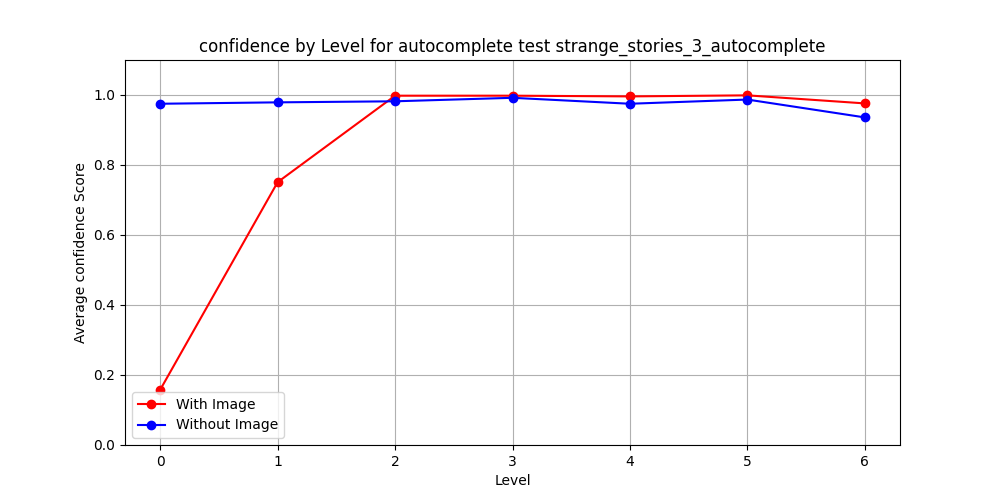 confidence by Level for autocomplete test strange_stories_3_autocomplete
Average confidence Score
1.0
0.8
0.6
0.4
0.2
0.0
With Image
Without Image
0 1 2 3 4 5 6
Level